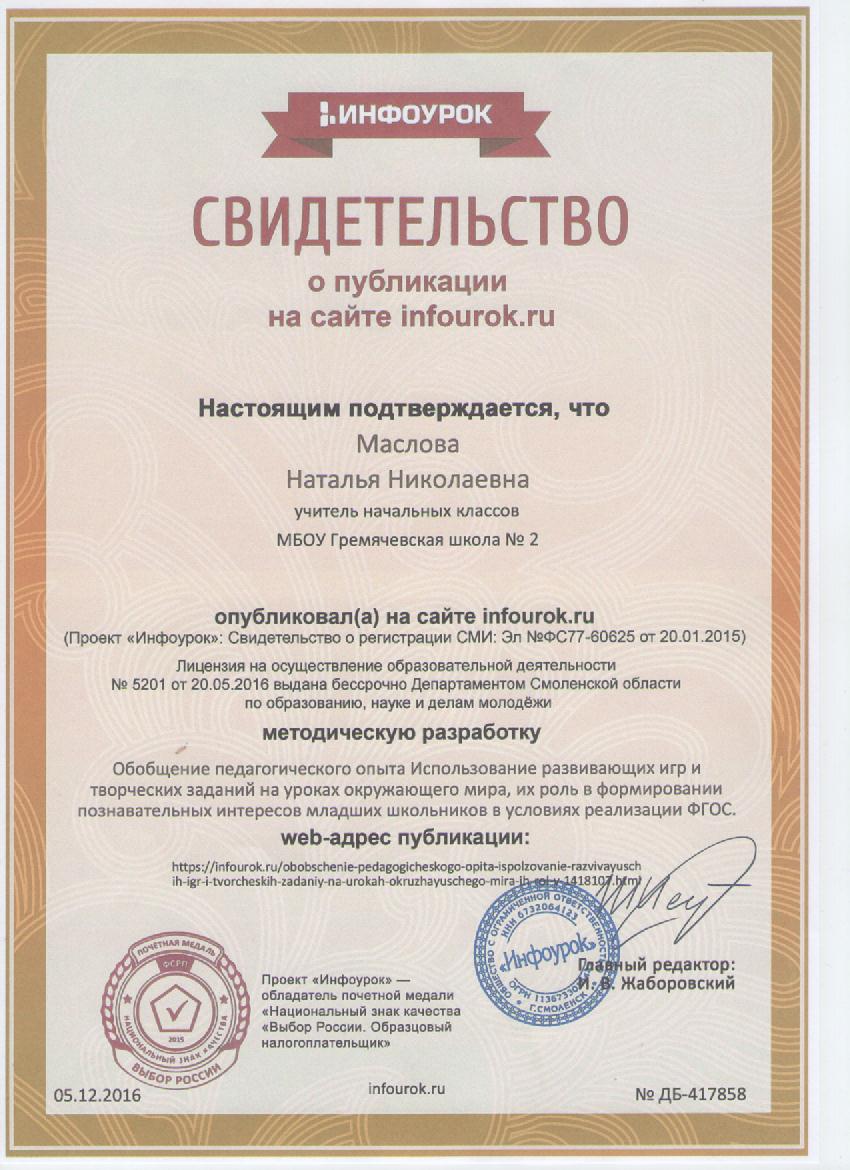 ИНФОУРОК
СВИДЕТЕЛЬСТВО
о публикации
на сайте infourok.ru
Настоящим подтверждается, что
Маслова
Наталья Николаевна
учитель начальных классов
МБОУ Гремячевская школа № 2
опубликовал(а) на сайте infourok.ru
(Проект «Инфоурок»: Свидетельство о регистрации СМИ: Эл №ФС77-60625 от 20.01.2015)
Лицензия на осуществление образовательной деятельности
№ 5201 от 20.05.2016 выдана бессрочно Департаментом Смоленской области
по образованию, науке и делам молодёжи
методическую разработку
Обобщение педагогического опыта Использование развивающих игр и
творческих заданий на уроках окружающего мира, их роль в формировании
познавательных интересов младших школьников в условиях реализации ФГОС.
web-адрес публикации:
https://infourok.ru/obobschenie-pedagogicheskogo-opita-ispolzovanie-razvivayusch
ih-igr-i-tvorcheskih-zadaniy-na-urokah-okruzhayuschego-mira-ih-rol-v-1418107.html
ПОЧЕТНАЯ МЕДАЛЬ
ФСРП
2015
НАЦИОНАЛЬНЫЙ ЗНАК КАЧЕСТВА
ВЫБОР РОССИИ
Проект «Инфоурок» —
обладатель почетной медали
«Национальный знак качества
«Выбор России. Образцовый
налогоплательщик»
ОБЩЕСТВО С ОГРАНИЧЕННОЙ ОТВЕТСТВЕННОСТЬЮ
ИНН 6732064123
«Инфоурок»
Г.СМОЛЕНСК
Главный редактор:
И. В. Жаборовский
05.12.2016
infourok.ru
№ ДБ-417858